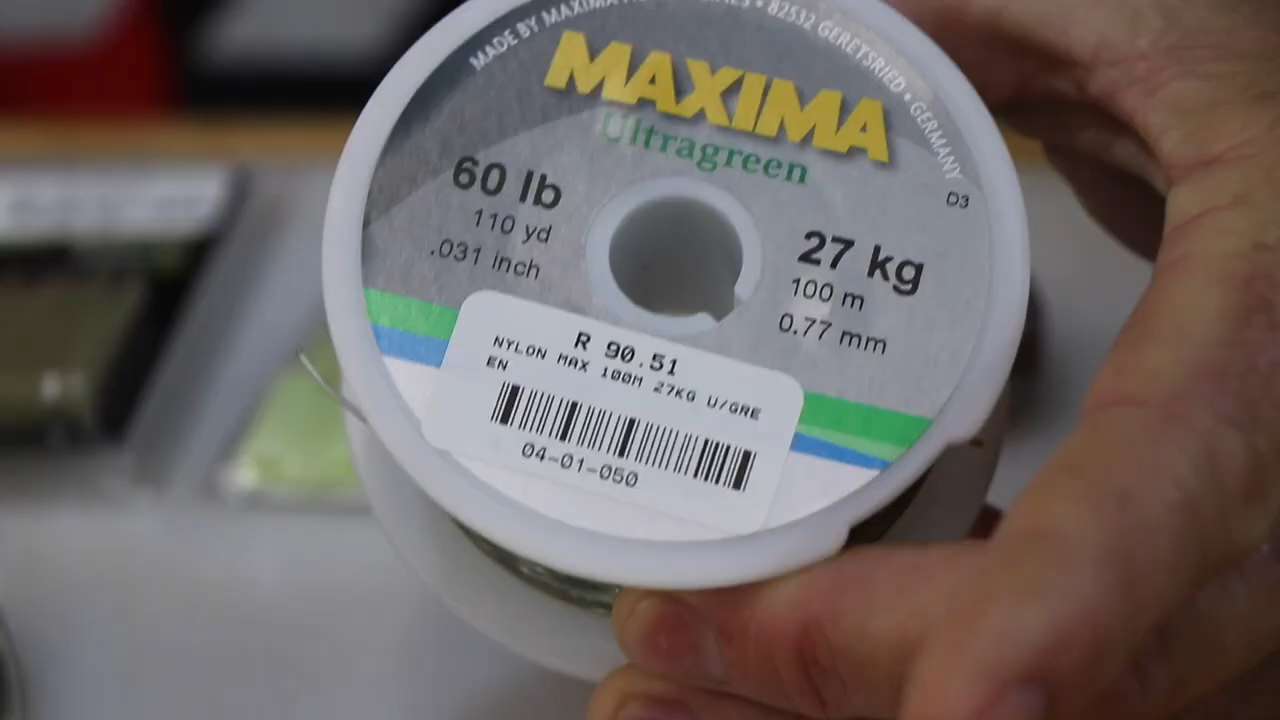 MADE BY MAXIMA • 82532 GERETSRIED • GERMANY
MAXIMA
Ultragreen
D3
60 lb
110 yd
.031 inch
27 kg
100 m
0.77 mm
R 90.51
NYLON MAX 100M 27KG U/GRE
EN
04-01-050